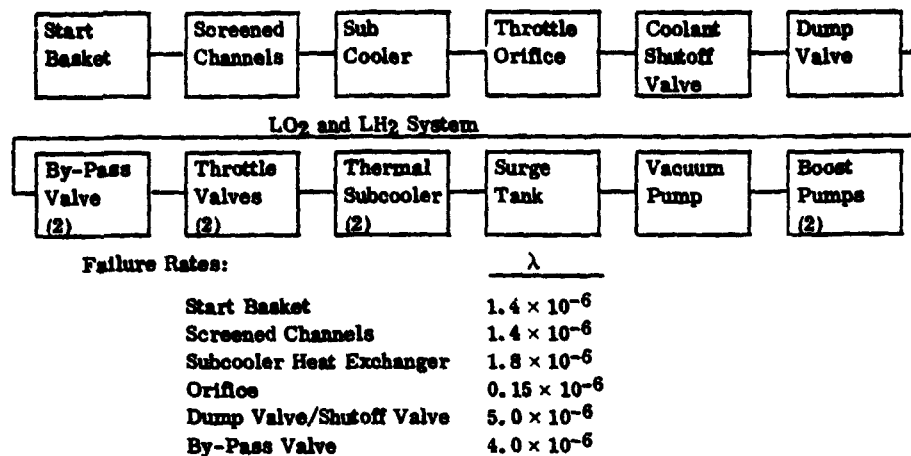 Start
Basket
Screened
Channels
Sub
Cooler
Throttle
Orifice
Coolant
Shutoff
Valve
Dump
Valve
LO2 and LH2 System
By-Pass
Valve
(2)
Throttle
Valves
(2)
Thermal
Subcooler
(2)
Surge
Tank
Vacuum
Pump
Boost
Pumps
(2)
Failure Rates: λ
Start Basket 1.4 × 10⁻⁶
Screened Channels 1.4 × 10⁻⁶
Subcooler Heat Exchanger 1.8 × 10⁻⁶
Orifice 0.15 × 10⁻⁶
Dump Valve/Shutoff Valve 5.0 × 10⁻⁶
By-Pass Valve 4.0 × 10⁻⁶